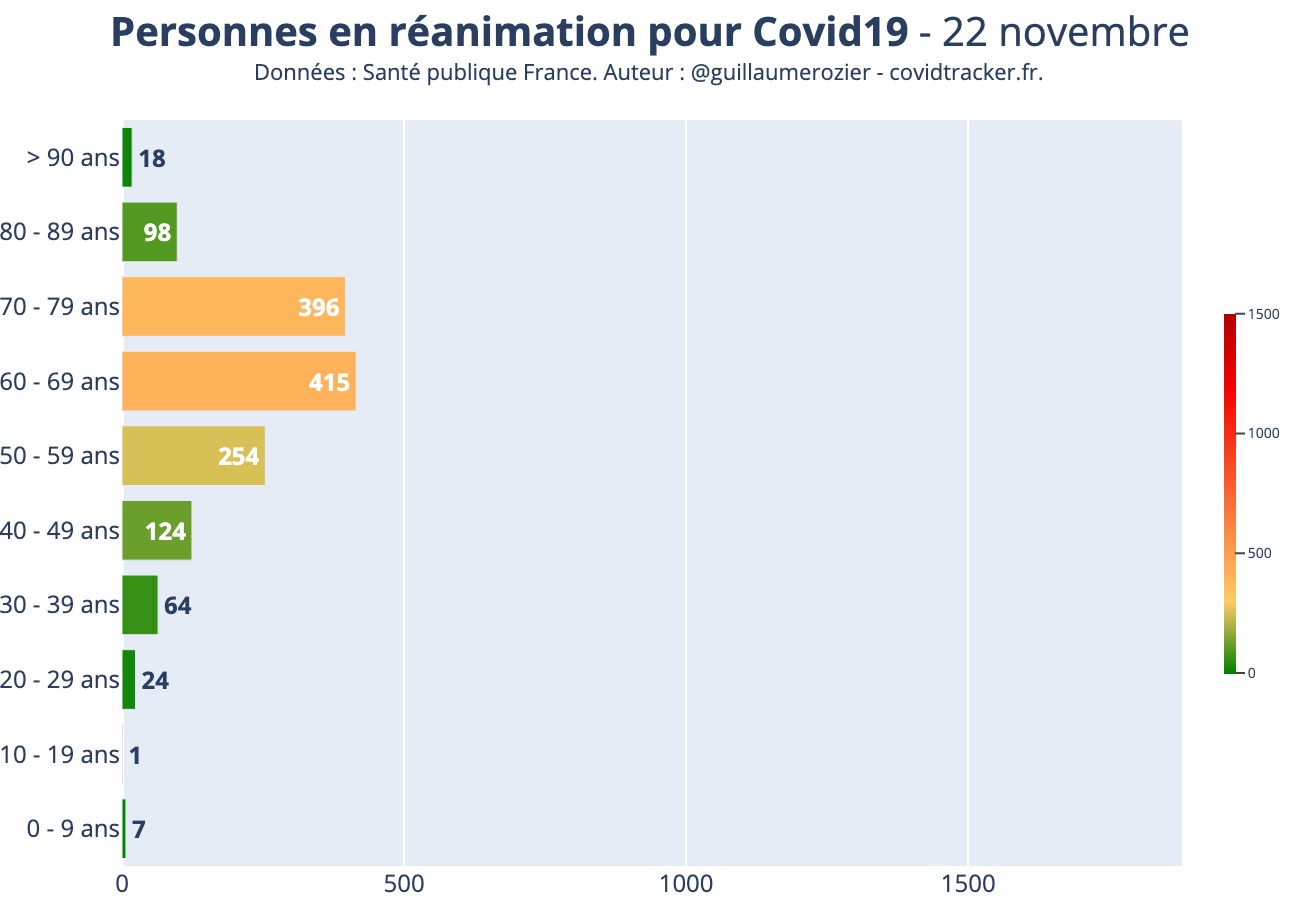 Personnes en réanimation pour Covid19 - 22 novembre
Données : Santé publique France. Auteur : @guillaumerozier - covidtracker.fr.
> 90 ans 18
80 - 89 ans 98
70 - 79 ans 396
60 - 69 ans 415
50 - 59 ans 254
40 - 49 ans 124
30 - 39 ans 64
20 - 29 ans 24
10 - 19 ans 1
0 - 9 ans 7
0 500 1000 1500
1500
1000
500
0